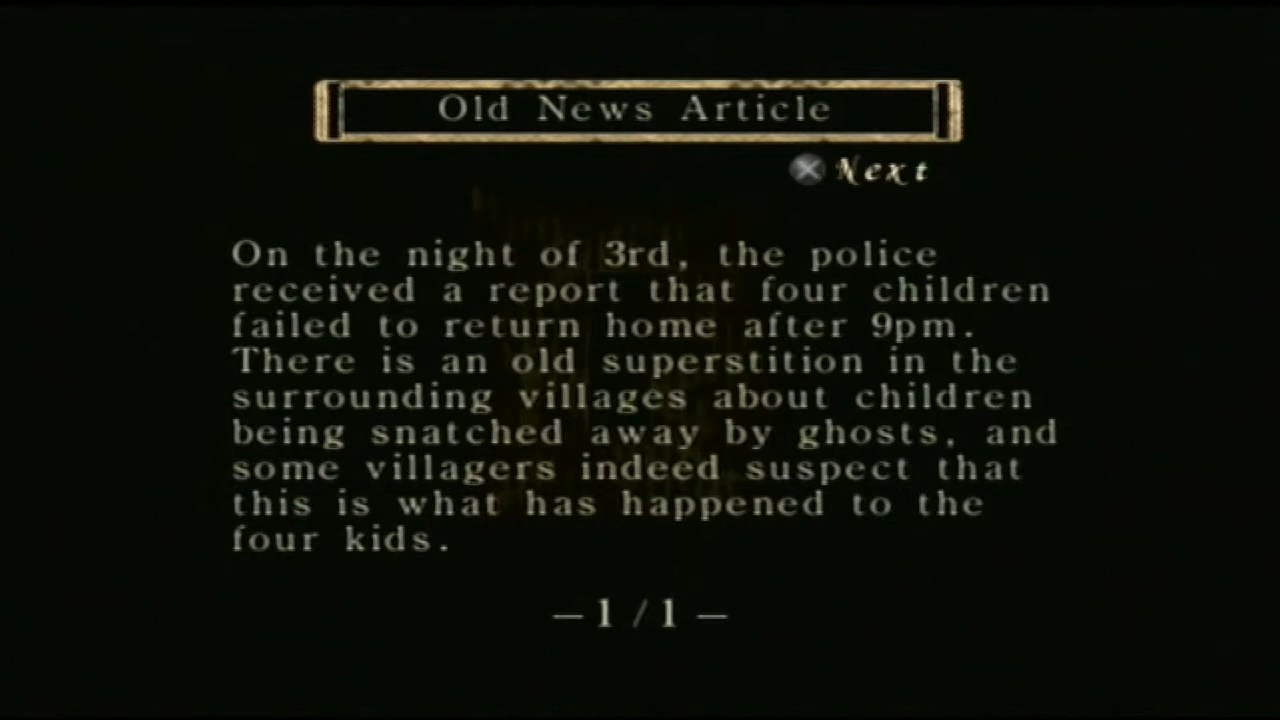 Old News Article
Next
On the night of 3rd, the police
received a report that four children
failed to return home after 9pm.
There is an old superstition in the
surrounding villages about children
being snatched away by ghosts, and
some villagers indeed suspect that
this is what has happened to the
four kids.
—1/1—